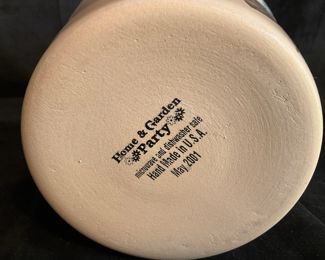 Home & Garden
Party
microwave and dishwasher safe
Hand Made in U.S.A.
May 2001